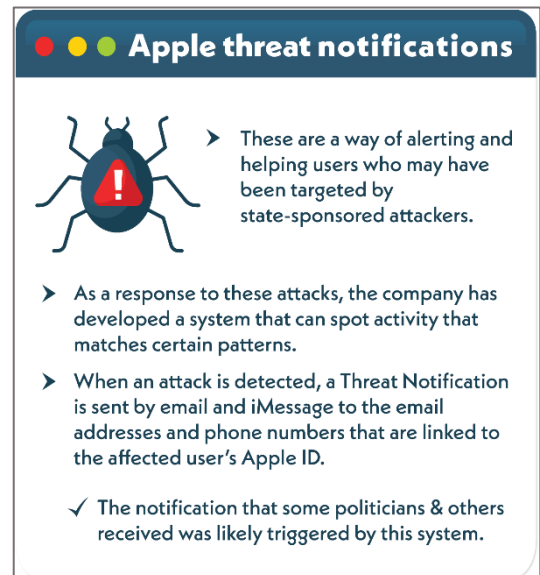 Apple threat notifications
➤ These are a way of alerting and
helping users who may have
been targeted by
state-sponsored attackers.
➤ As a response to these attacks, the company has
developed a system that can spot activity that
matches certain patterns.
➤ When an attack is detected, a Threat Notification
is sent by email and iMessage to the email
addresses and phone numbers that are linked to
the affected user's Apple ID.
✓ The notification that some politicians & others
received was likely triggered by this system.